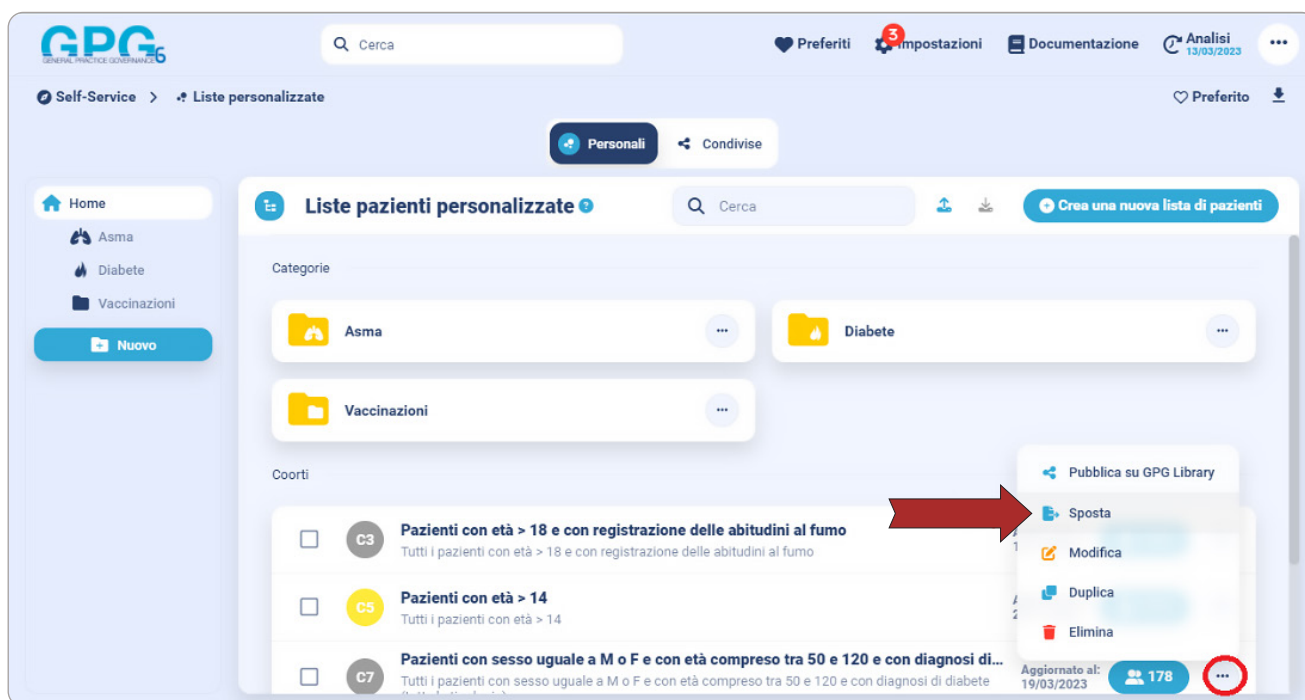 GPG6
GENERAL PRACTICE GOVERNANCE
Cerca
Preferiti
3
Impostazioni
Documentazione
Analisi
13/03/2023
Self-Service > Liste personalizzate
Preferito
Personali
Condivise
Home
Asma
Diabete
Vaccinazioni
Nuovo
Liste pazienti personalizzate
Cerca
Crea una nuova lista di pazienti
Categorie
Asma
Diabete
Vaccinazioni
Coorti
Pubblica su GPG Library
Sposta
Modifica
Duplica
Elimina
C3
Pazienti con età > 18 e con registrazione delle abitudini al fumo
Tutti i pazienti con età > 18 e con registrazione delle abitudini al fumo
C5
Pazienti con età > 14
Tutti i pazienti con età > 14
C7
Pazienti con sesso uguale a M o F e con età compreso tra 50 e 120 e con diagnosi di...
Tutti i pazienti con sesso uguale a M o F e con età compreso tra 50 e 120 e con diagnosi di diabete
Aggiornato al:
19/03/2023
178